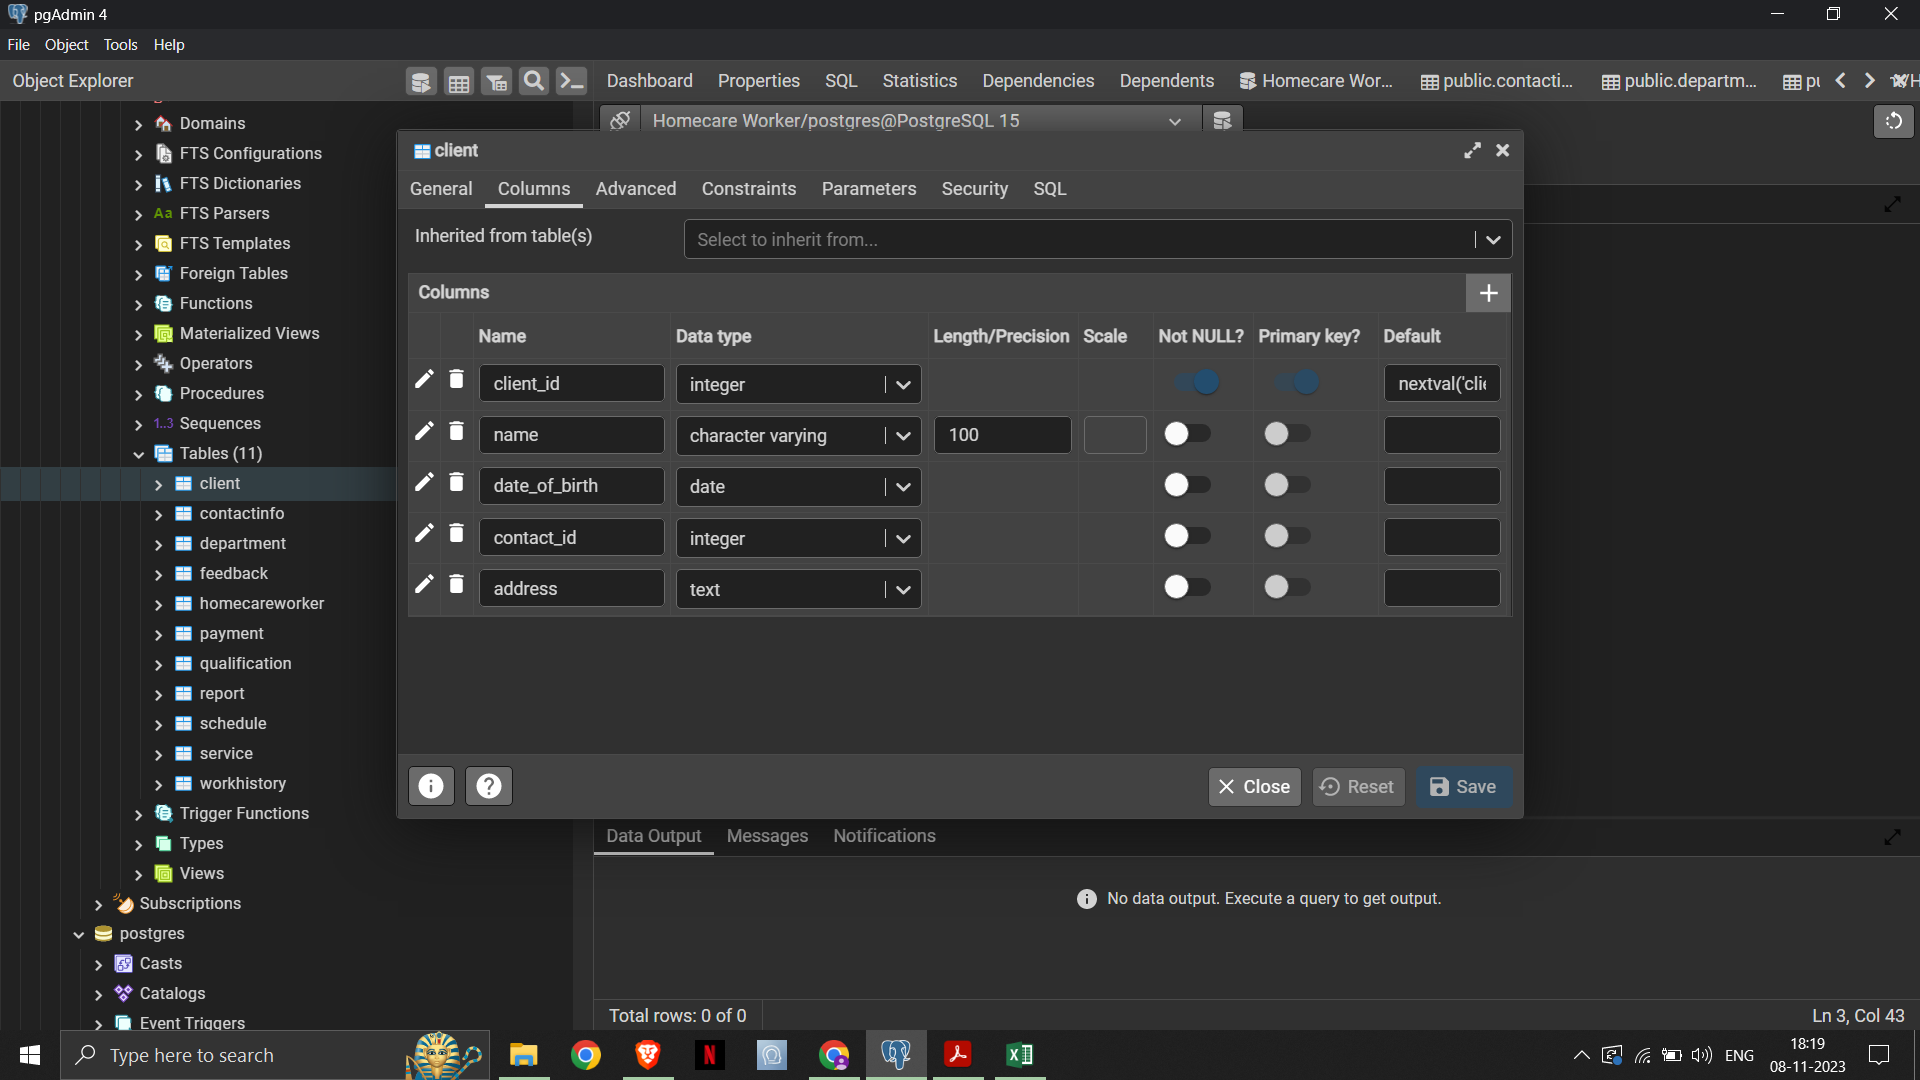 pgAdmin 4
File Object Tools Help
Object Explorer
Dashboard Properties SQL Statistics Dependencies Dependents Homecare Wor... public.contacti... public.departm...
Homecare Worker/postgres@PostgreSQL 15
Domains
FTS Configurations
FTS Dictionaries
Aa FTS Parsers
FTS Templates
Foreign Tables
Functions
Materialized Views
Operators
Procedures
1..3 Sequences
Tables (11)
client
contactinfo
department
feedback
homecareworker
payment
qualification
report
schedule
service
workhistory
Trigger Functions
Types
Views
Subscriptions
postgres
Casts
Catalogs
Event Triggers
client
General Columns Advanced Constraints Parameters Security SQL
Inherited from table(s) Select to inherit from...
Columns
Name Data type Length/Precision Scale Not NULL? Primary key? Default
client_id integer nextval('clie
name character varying 100
date_of_birth date
contact_id integer
address text
Close Reset Save
Data Output Messages Notifications
No data output. Execute a query to get output.
Total rows: 0 of 0 Ln 3, Col 43
Type here to search
ENG
18:19
08-11-2023